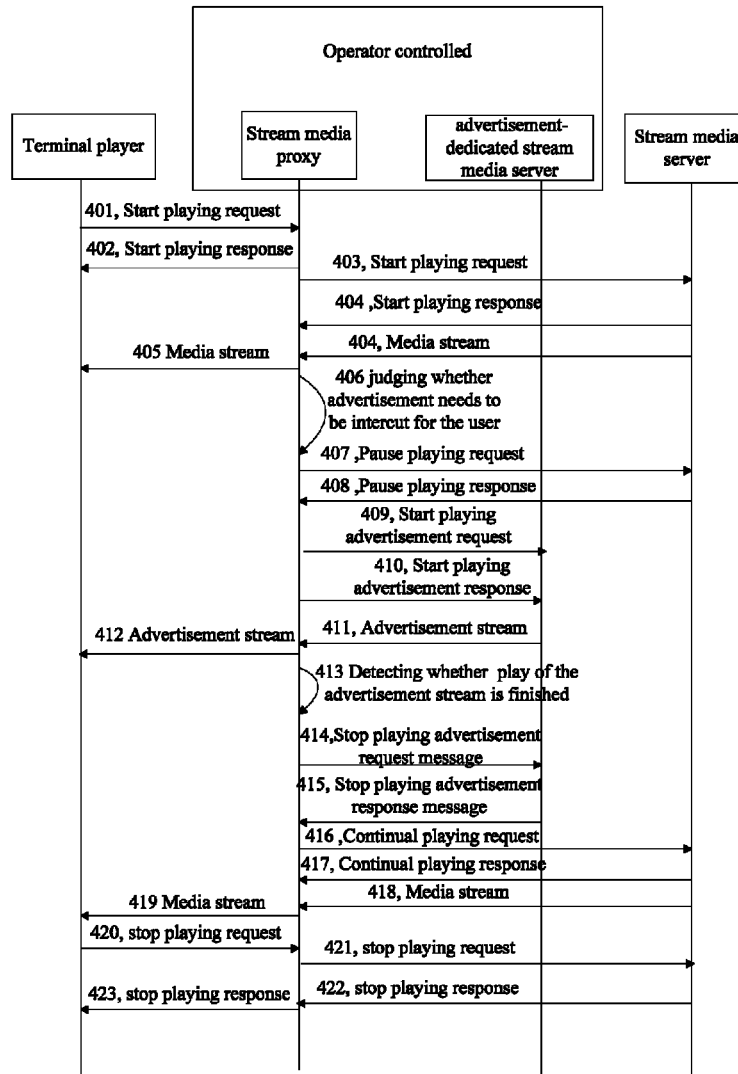 Operator controlled
Terminal player
Stream media
proxy
advertisement-
dedicated stream
media server
Stream media
server
401, Start playing request
402, Start playing response
403, Start playing request
404 ,Start playing response
404, Media stream
405 Media stream
406 judging whether
advertisement needs to
be intercut for the user
407 ,Pause playing request
408 ,Pause playing response
409, Start playing
advertisement request
410, Start playing
advertisement response
411, Advertisement stream
412 Advertisement stream
413 Detecting whether play of the
advertisement stream is finished
414,Stop playing advertisement
request message
415, Stop playing advertisement
response message
416 ,Continual playing request
417, Continual playing response
418, Media stream
419 Media stream
420, stop playing request
421, stop playing request
422, stop playing response
423, stop playing response